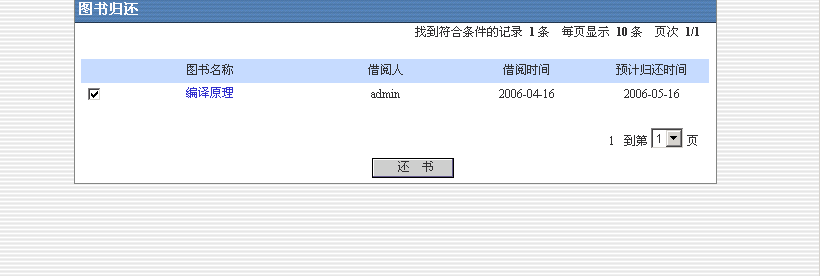 图书归还
找到符合条件的记录 1 条 每页显示 10 条 页次 1/1
图书名称 借阅人 借阅时间 预计归还时间
编译原理 admin 2006-04-16 2006-05-16
1 到第 1 页
还 书